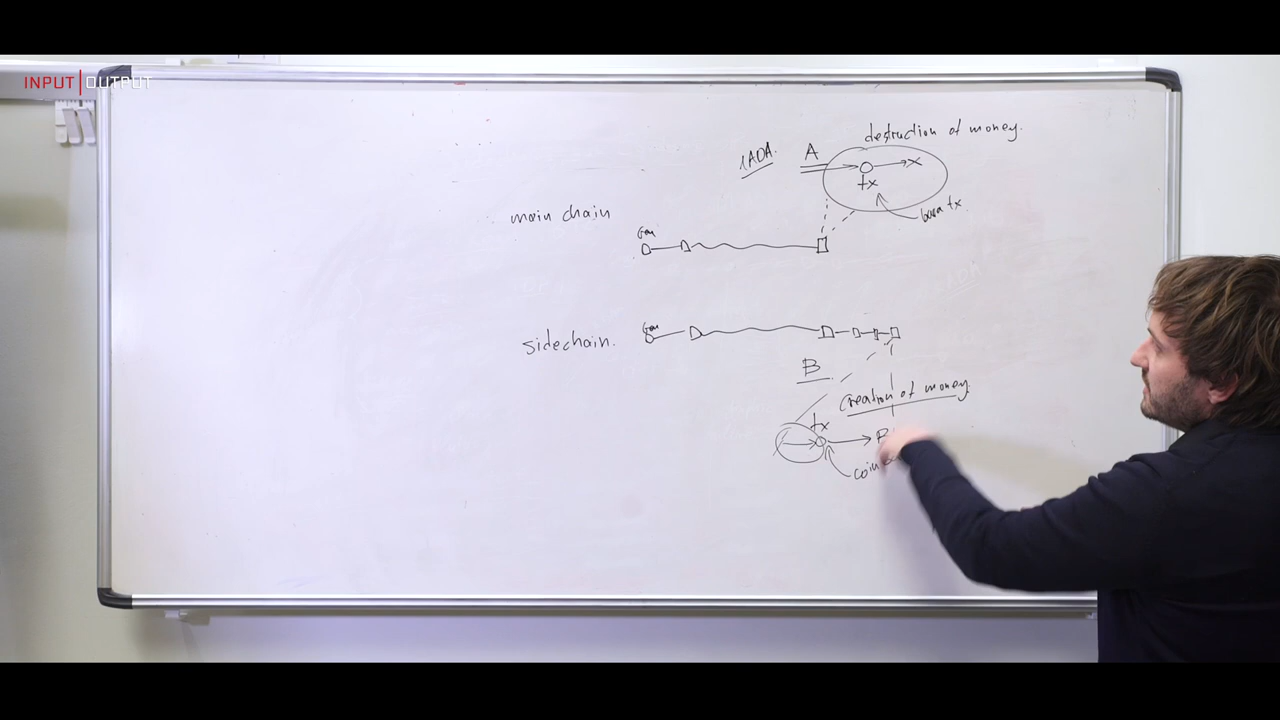 INPUT|OUTPUT
destruction of money.
1ADA.
A
x
tx
burn tx.
main chain
Gen
sidechain.
Gen
B
creation of money.
tx
coin